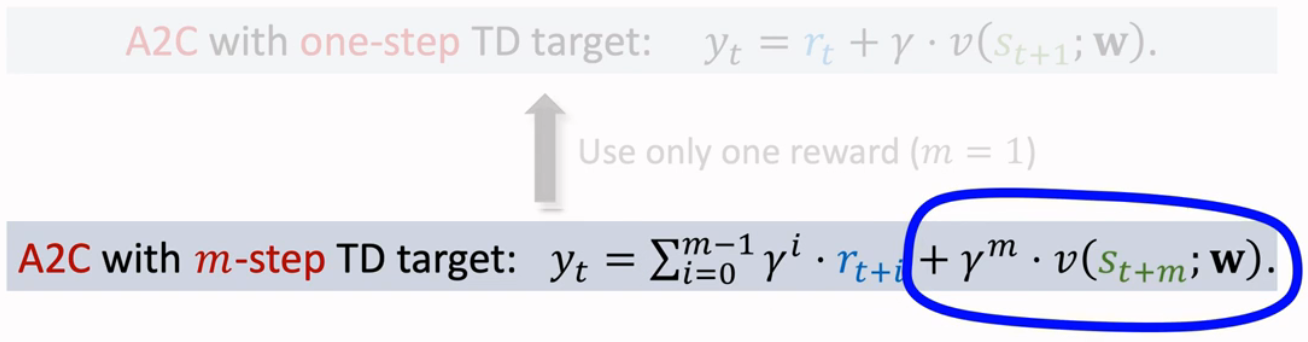 A2C with one-step TD target: y_t = r_t + γ · v(s_{t+1}; w).
Use only one reward (m = 1)
A2C with m-step TD target: y_t = ∑_{i=0}^{m−1} γ^i · r_{t+i} + γ^m · v(s_{t+m}; w).